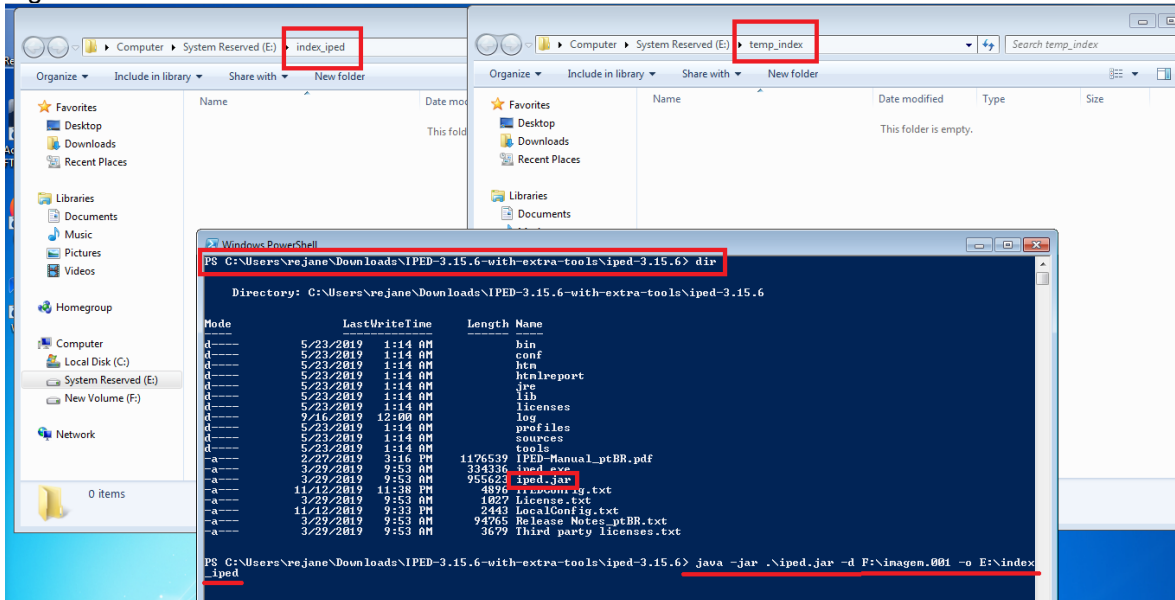 Computer ▸ System Reserved (E:) ▸ index_iped
Organize ▾ Include in library ▾ Share with ▾ New folder
Favorites
Desktop
Downloads
Recent Places
Libraries
Documents
Music
Pictures
Videos
Homegroup
Computer
Local Disk (C:)
System Reserved (E:)
New Volume (F:)
Network
Name
Date mod
This fold
0 items
Computer ▸ System Reserved (E:) ▸ temp_index
Search temp_index
Organize ▾ Include in library ▾ Share with ▾ New folder
Favorites
Desktop
Downloads
Recent Places
Libraries
Documents
Name Date modified Type Size
This folder is empty.
Windows PowerShell
PS C:\Users\rejane\Downloads\IPED-3.15.6-with-extra-tools\iped-3.15.6> dir
Directory: C:\Users\rejane\Downloads\IPED-3.15.6-with-extra-tools\iped-3.15.6
Mode LastWriteTime Length Name
---- ------------- ------ ----
d---- 5/23/2019 1:14 AM bin
d---- 5/23/2019 1:14 AM conf
d---- 5/23/2019 1:14 AM htm
d---- 5/23/2019 1:14 AM htmlreport
d---- 5/23/2019 1:14 AM jre
d---- 5/23/2019 1:14 AM lib
d---- 5/23/2019 1:14 AM licenses
d---- 9/16/2019 12:00 AM log
d---- 5/23/2019 1:14 AM profiles
d---- 5/23/2019 1:14 AM sources
d---- 5/23/2019 1:14 AM tools
-a--- 2/27/2019 3:16 PM 1176539 IPED-Manual_ptBR.pdf
-a--- 3/29/2019 9:53 AM 334336 iped.exe
-a--- 3/29/2019 9:53 AM 955623 iped.jar
-a--- 11/12/2019 11:38 PM 4896 IPEDConfig.txt
-a--- 3/29/2019 9:53 AM 1027 License.txt
-a--- 11/12/2019 9:33 PM 2443 LocalConfig.txt
-a--- 3/29/2019 9:53 AM 94765 Release Notes_ptBR.txt
-a--- 3/29/2019 9:53 AM 3679 Third party licenses.txt
PS C:\Users\rejane\Downloads\IPED-3.15.6-with-extra-tools\iped-3.15.6> java -jar .\iped.jar -d F:\imagem.001 -o E:\index
_iped